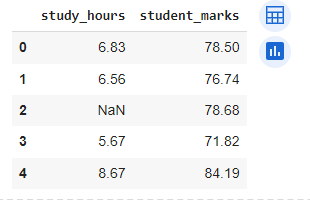 study_hours student_marks
0 6.83 78.50
1 6.56 76.74
2 NaN 78.68
3 5.67 71.82
4 8.67 84.19